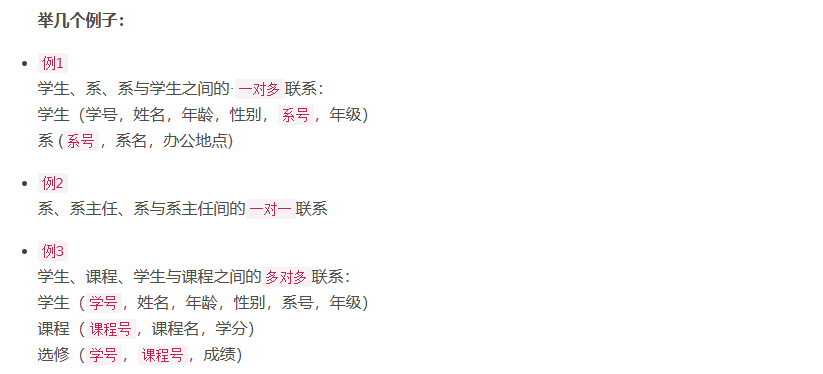 举几个例子：
例1
学生、系、系与学生之间的·一对多联系：
学生（学号，姓名，年龄，性别，系号，年级）
系 (系号，系名，办公地点)
例2
系、系主任、系与系主任间的一对一联系
例3
学生、课程、学生与课程之间的多对多联系：
学生（学号，姓名，年龄，性别，系号，年级）
课程（课程号，课程名，学分）
选修（学号，课程号，成绩）